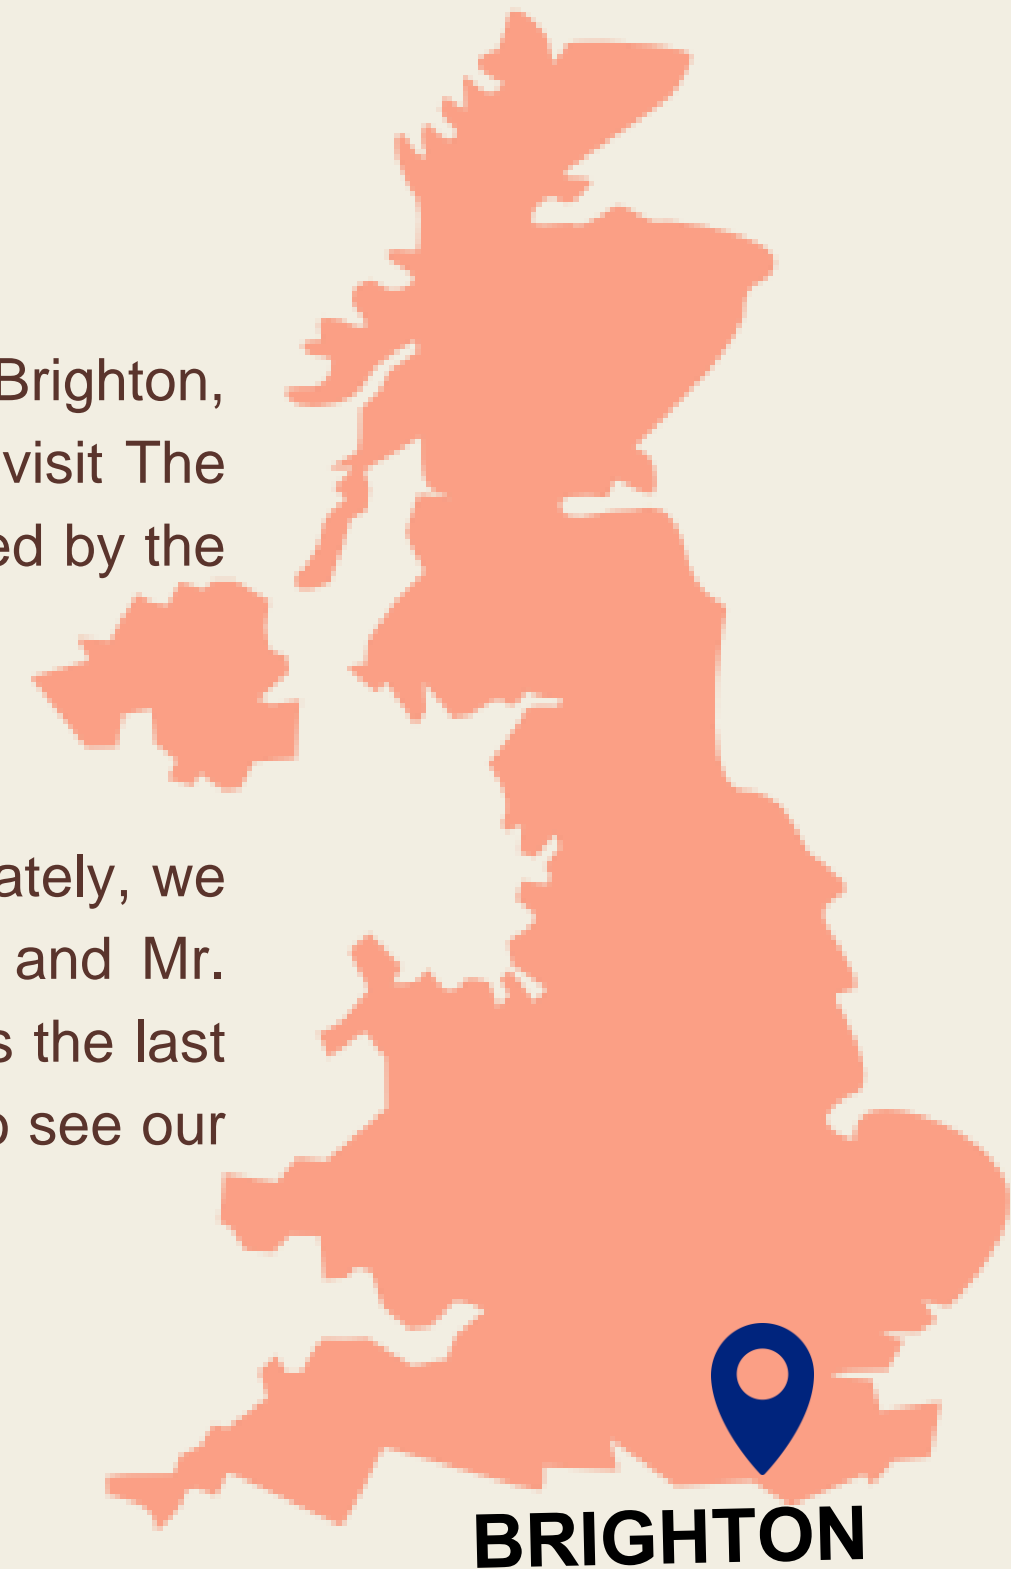 Brighton,
visit The
ed by the
ately, we
and Mr.
s the last
o see our
BRIGHTON